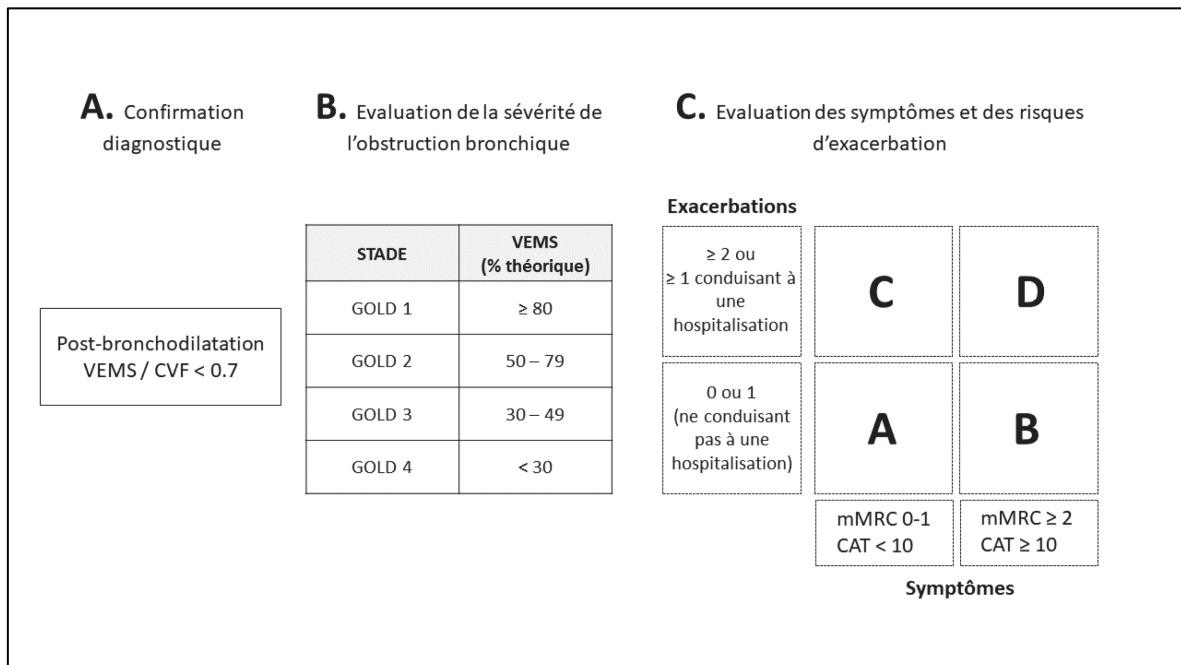 A. Confirmation
diagnostique
B. Evaluation de la sévérité de
l’obstruction bronchique
C. Evaluation des symptômes et des risques
d’exacerbation
Post-bronchodilatation
VEMS / CVF < 0.7
STADE
VEMS
(% théorique)
GOLD 1
≥ 80
GOLD 2
50 – 79
GOLD 3
30 – 49
GOLD 4
< 30
Exacerbations
≥ 2 ou
≥ 1 conduisant à
une
hospitalisation
C
D
0 ou 1
(ne conduisant
pas à une
hospitalisation)
A
B
mMRC 0-1
CAT < 10
mMRC ≥ 2
CAT ≥ 10
Symptômes